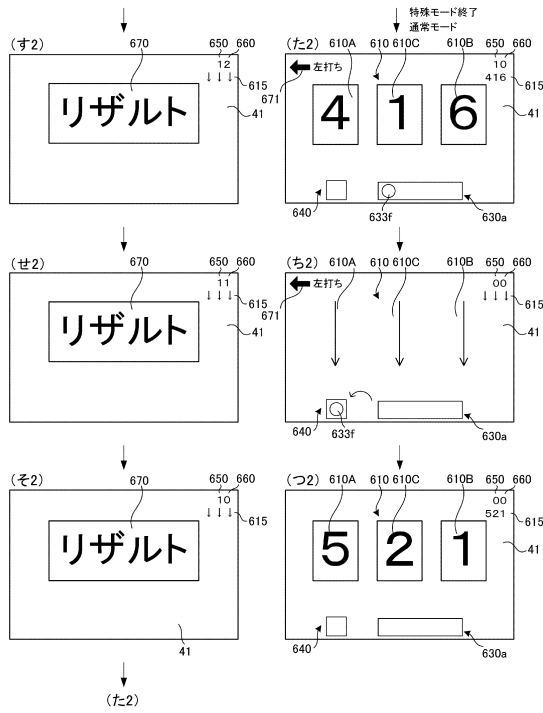 (す2)
670
650
660
12
↓ ↓ ↓
615
41
リザルト
(せ2)
670
650
660
11
↓ ↓ ↓
615
41
リザルト
(そ2)
670
650
660
10
↓ ↓ ↓
615
リザルト
41
(た2)
特殊モード終了
通常モード
(た2)
610A
610
610C
610B
650
660
左打ち
671
10
416
615
41
4 1 6
640
633f
630a
(ち2)
610A
610
610C
610B
650
660
左打ち
671
00
↓ ↓ ↓
615
41
640
633f
630a
(つ2)
610A
610
610C
610B
650
660
00
521
615
41
5 2 1
640
630a